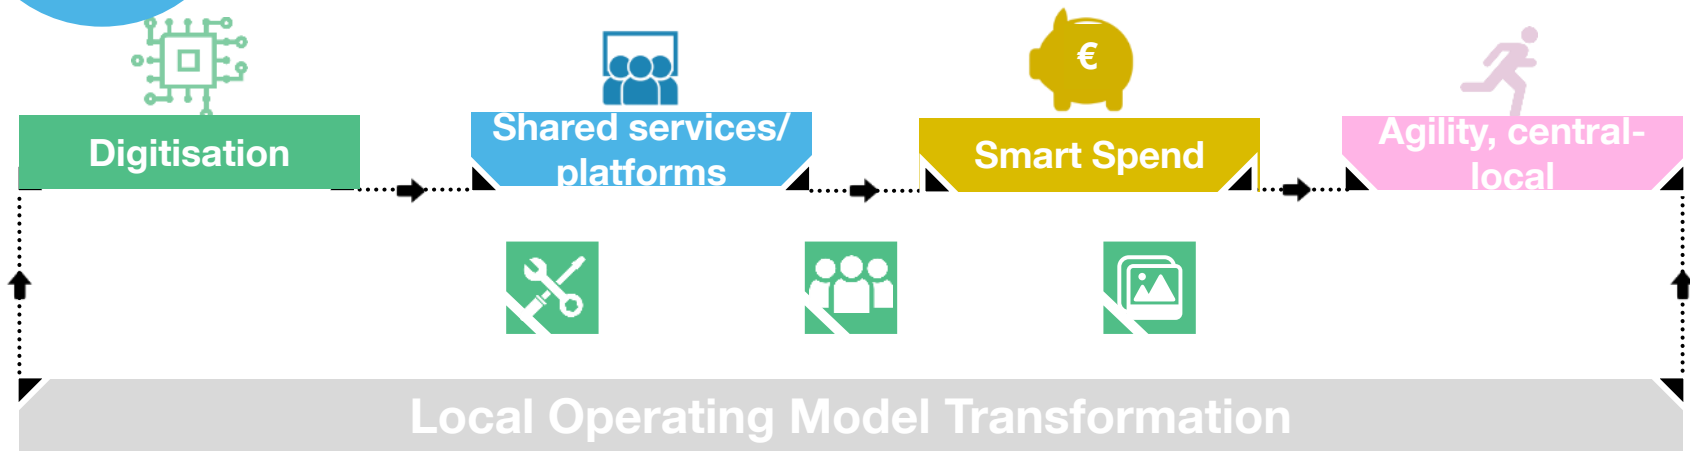 €
Digitisation
Shared services/
platforms
Smart Spend
Agility, central-
local
Local Operating Model Transformation